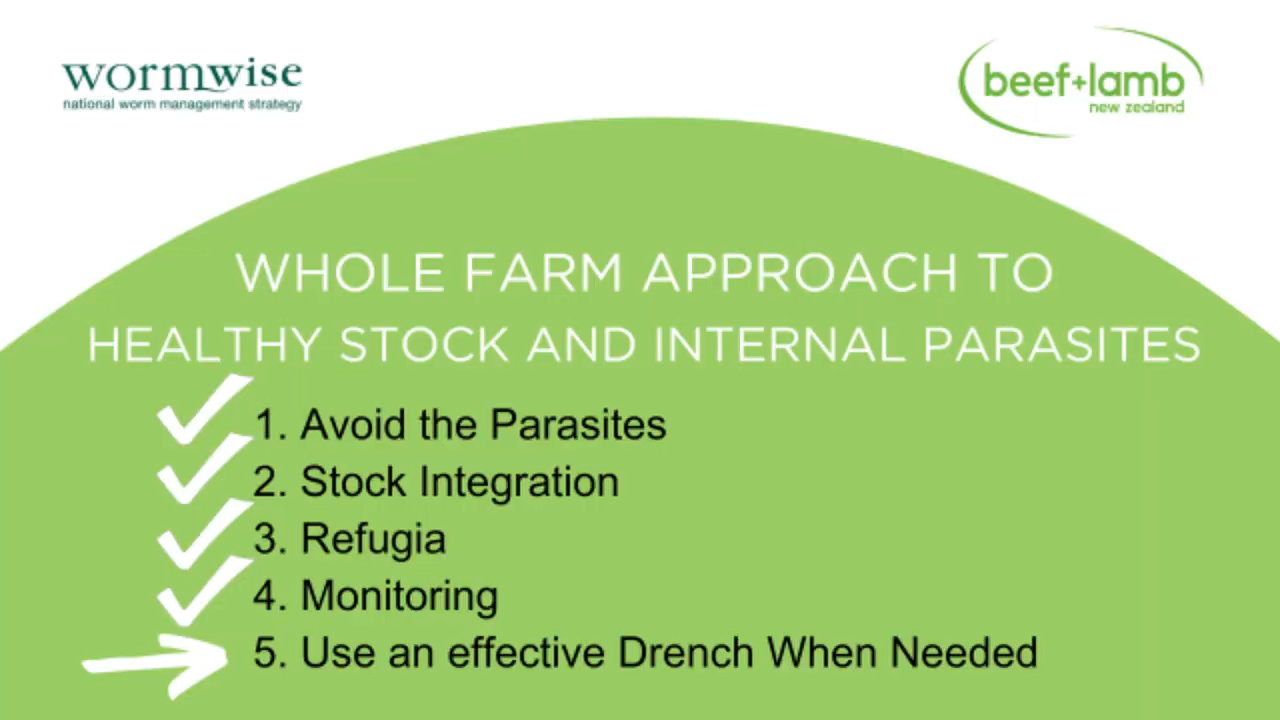 wormwise
national worm management strategy
beef+lamb
new zealand
WHOLE FARM APPROACH TO
HEALTHY STOCK AND INTERNAL PARASITES
1. Avoid the Parasites
2. Stock Integration
3. Refugia
4. Monitoring
5. Use an effective Drench When Needed